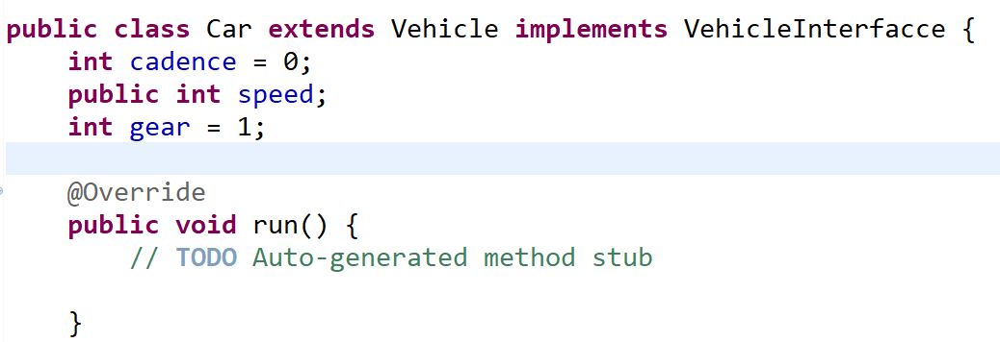 public class Car extends Vehicle implements VehicleInterfacce {
    int cadence = 0;
    public int speed;
    int gear = 1;
    @Override
    public void run() {
        // TODO Auto-generated method stub
    }